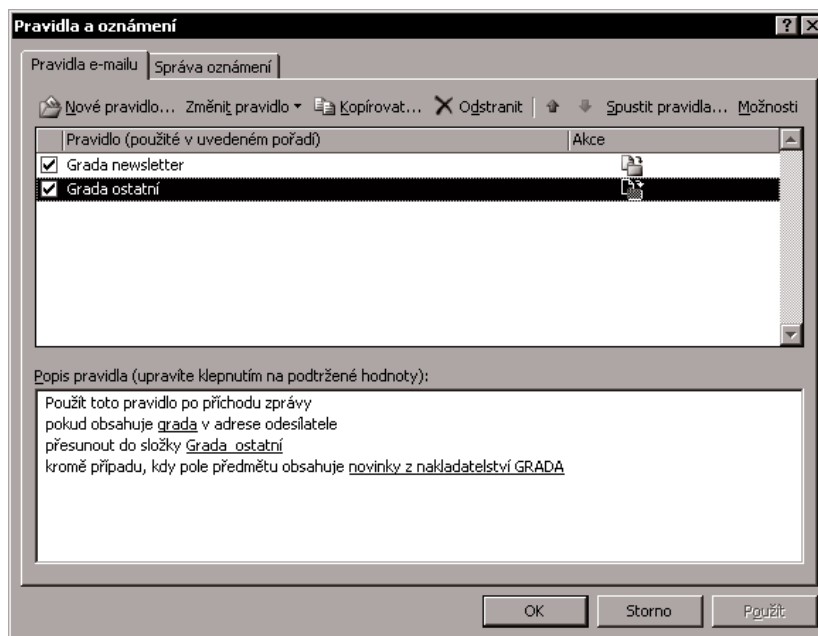 Pravidla a oznámení
Pravidla e-mailu Správa oznámení
Nové pravidlo... Změnit pravidlo Kopírovat... Odstranit Spustit pravidla... Možnosti
Pravidlo (použité v uvedeném pořadí) Akce
Grada newsletter
Grada ostatní
Popis pravidla (upravíte klepnutím na podtržené hodnoty):
Použít toto pravidlo po příchodu zprávy
pokud obsahuje grada v adrese odesílatele
přesunout do složky Grada_ostatní
kromě případu, kdy pole předmětu obsahuje novinky z nakladatelství GRADA
OK Storno Použít